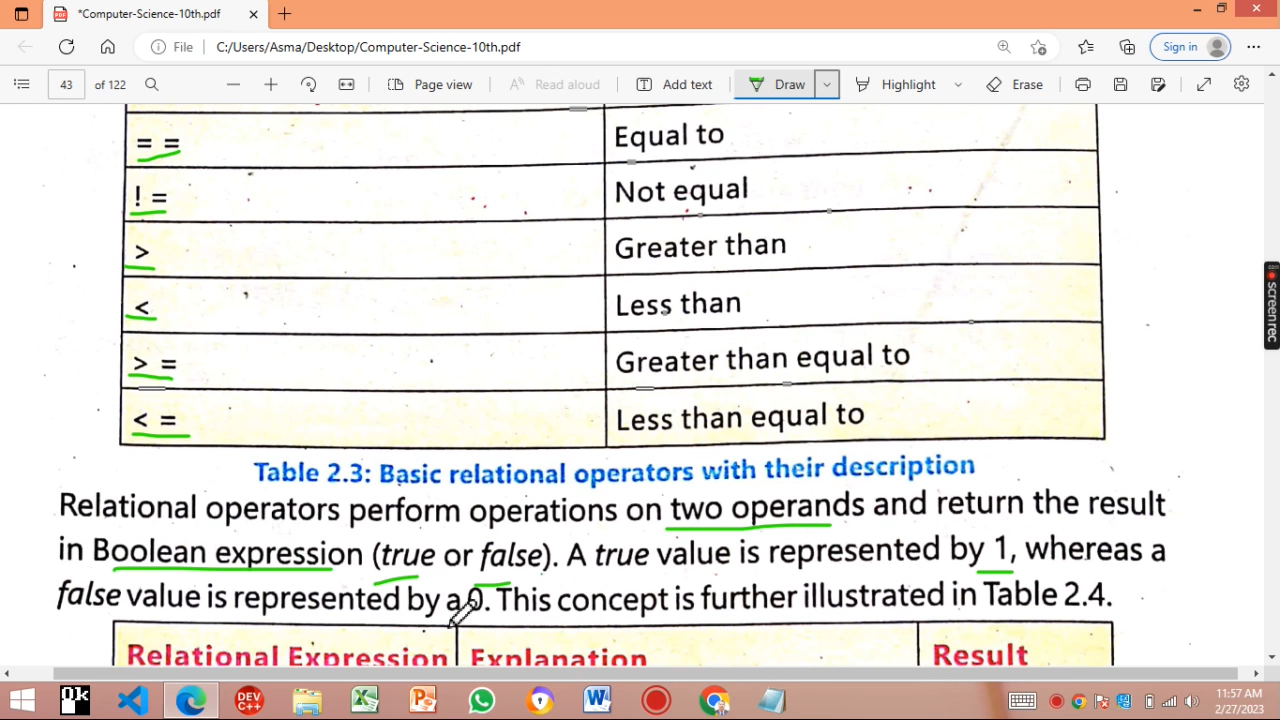 *Computer-Science-10th.pdf
File C:/Users/Asma/Desktop/Computer-Science-10th.pdf Sign in
43 of 122 Page view Read aloud Add text Draw Highlight Erase
= = Equal to
! = Not equal
> Greater than
< Less than
> = Greater than equal to
< = Less than equal to
Table 2.3: Basic relational operators with their description
Relational operators perform operations on two operands and return the result
in Boolean expression (true or false). A true value is represented by 1, whereas a
false value is represented by a 0. This concept is further illustrated in Table 2.4.
Relational Expression Explanation Result
screenrec
Ok DEV C++
11:57 AM
2/27/2023